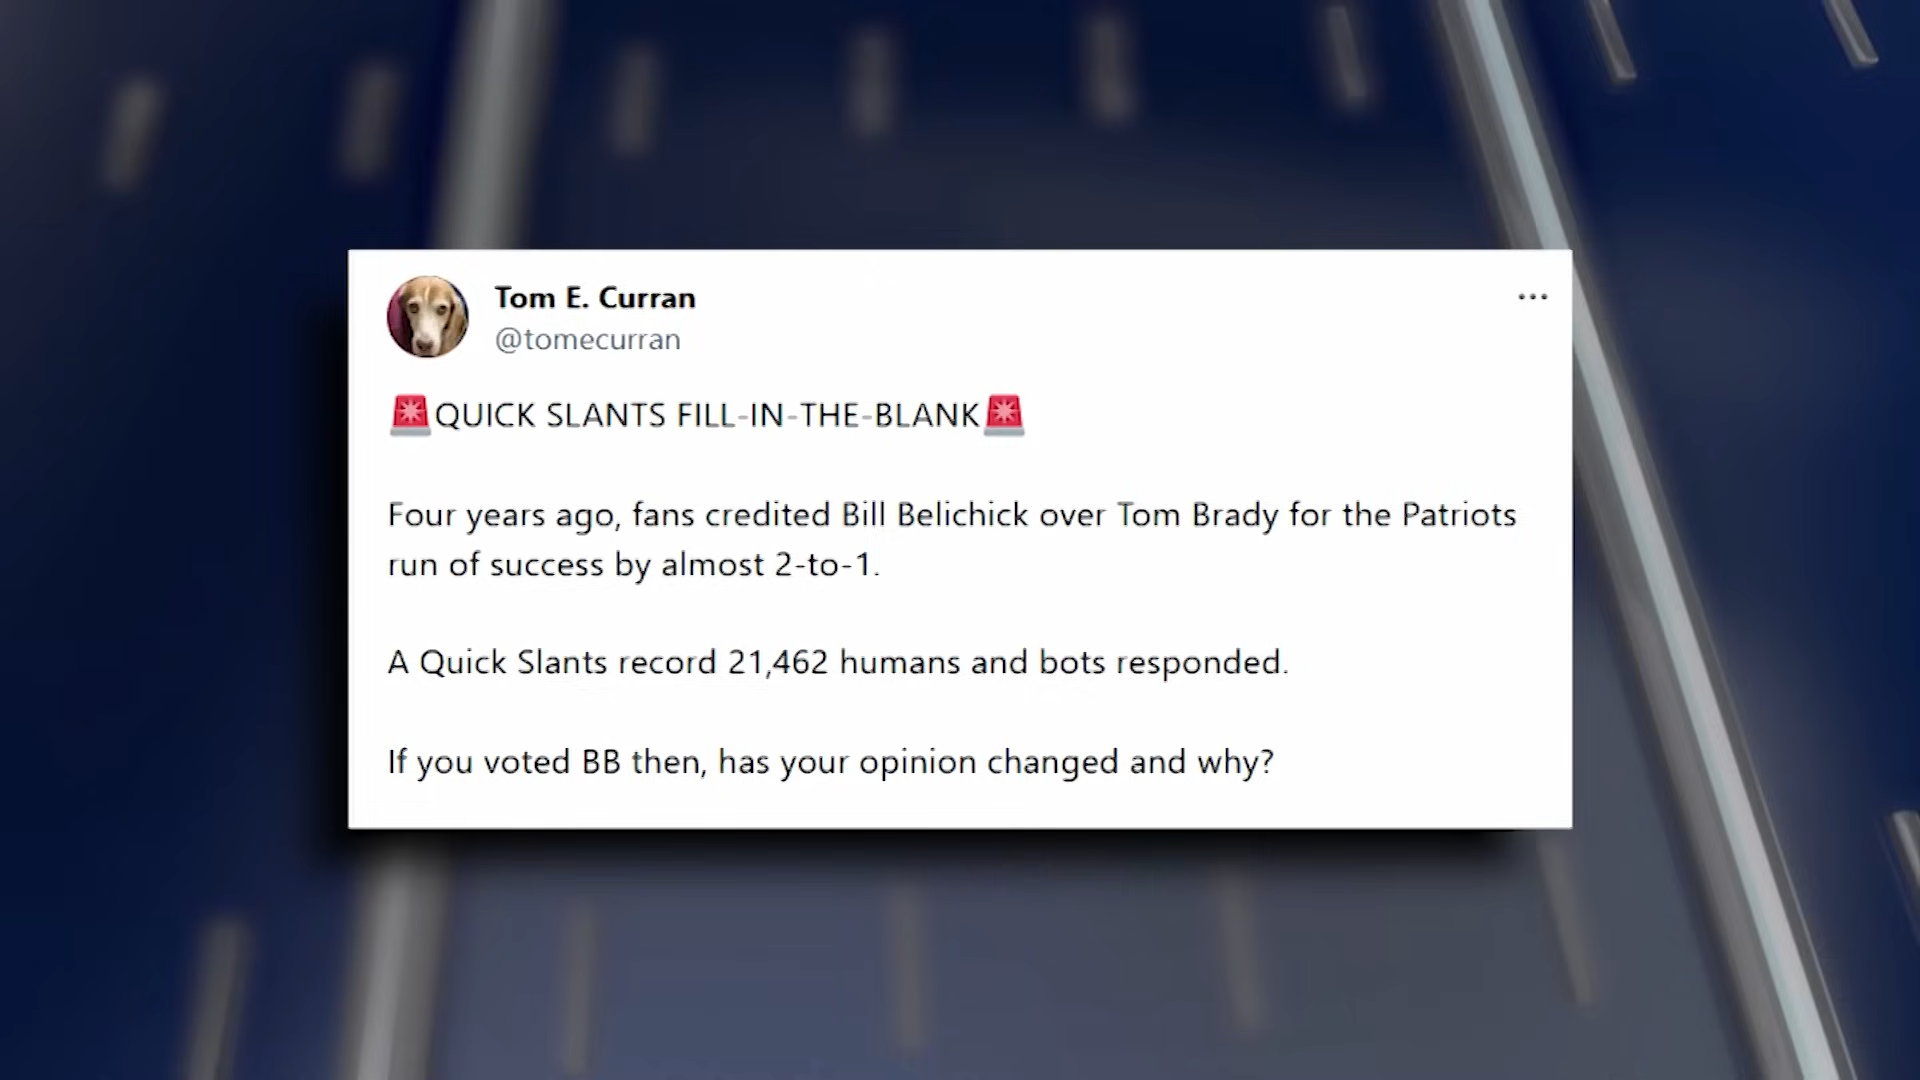 Tom E. Curran
@tomecurran
🚨QUICK SLANTS FILL-IN-THE-BLANK🚨
Four years ago, fans credited Bill Belichick over Tom Brady for the Patriots
run of success by almost 2-to-1.
A Quick Slants record 21,462 humans and bots responded.
If you voted BB then, has your opinion changed and why?